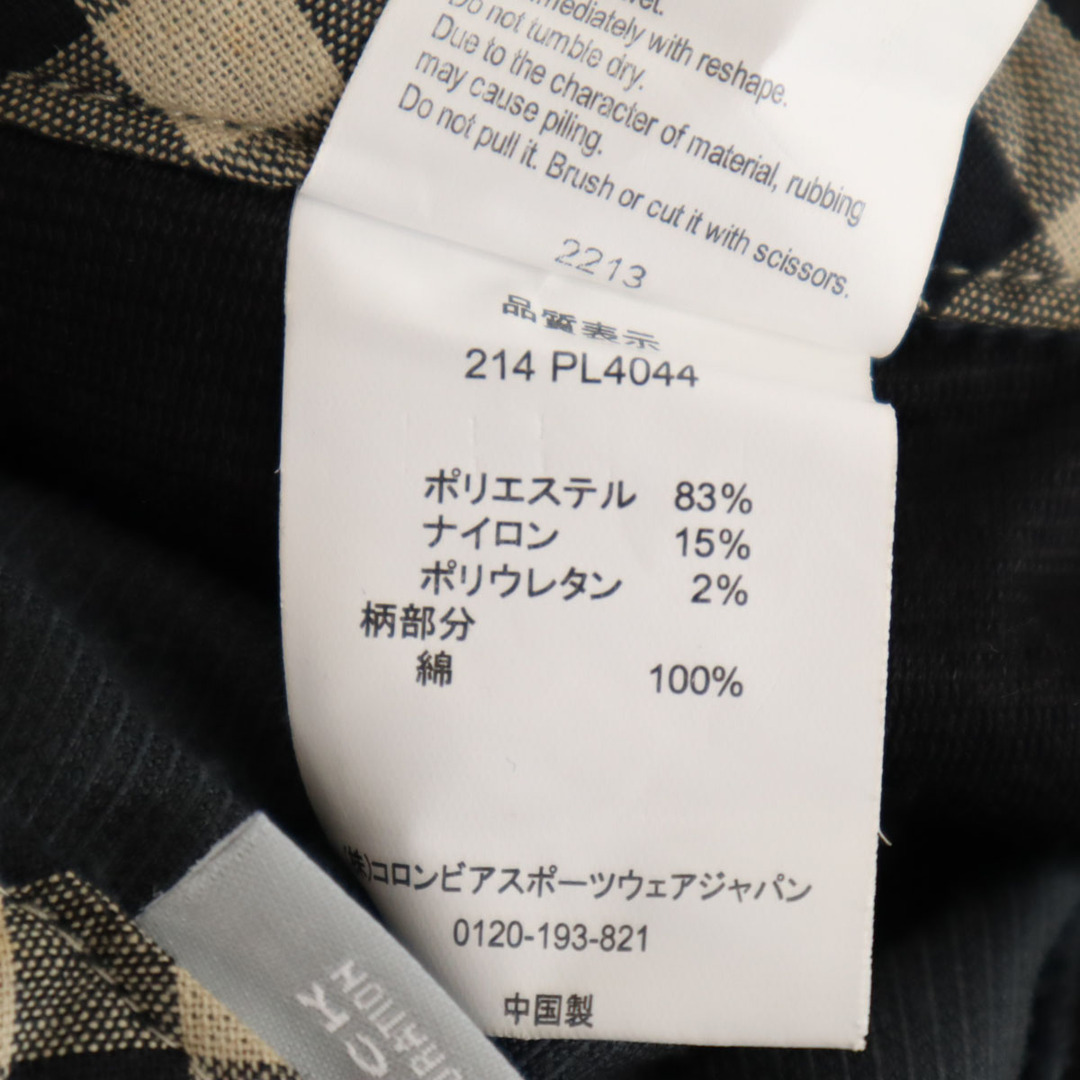 immediately with reshape.
Do not tumble dry.
Due to the character of material, rubbing
may cause piling.
Do not pull it. Brush or cut it with scissors.
2213
品質表示
214 PL4044
ポリエステル 83%
ナイロン 15%
ポリウレタン 2%
柄部分
綿 100%
(株)コロンビアスポーツウェアジャパン
0120-193-821
中国製
CK
URATION